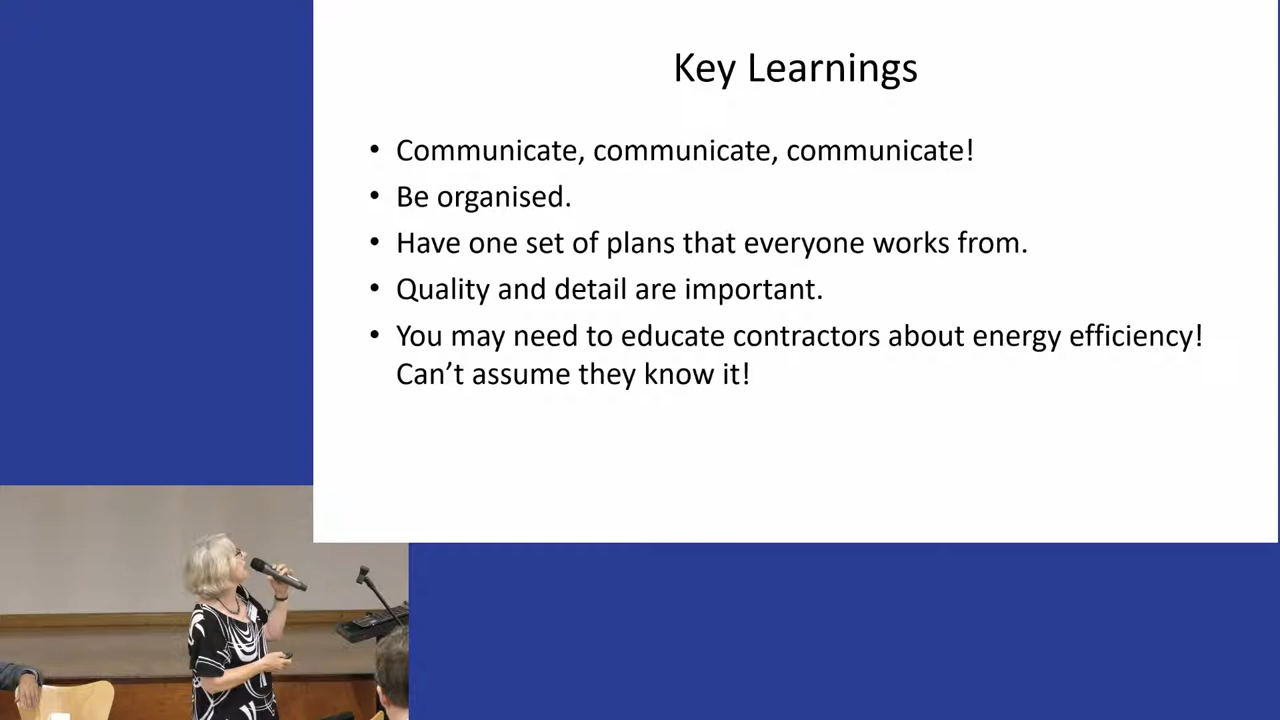 Key Learnings
• Communicate, communicate, communicate!
• Be organised.
• Have one set of plans that everyone works from.
• Quality and detail are important.
• You may need to educate contractors about energy efficiency!
Can’t assume they know it!